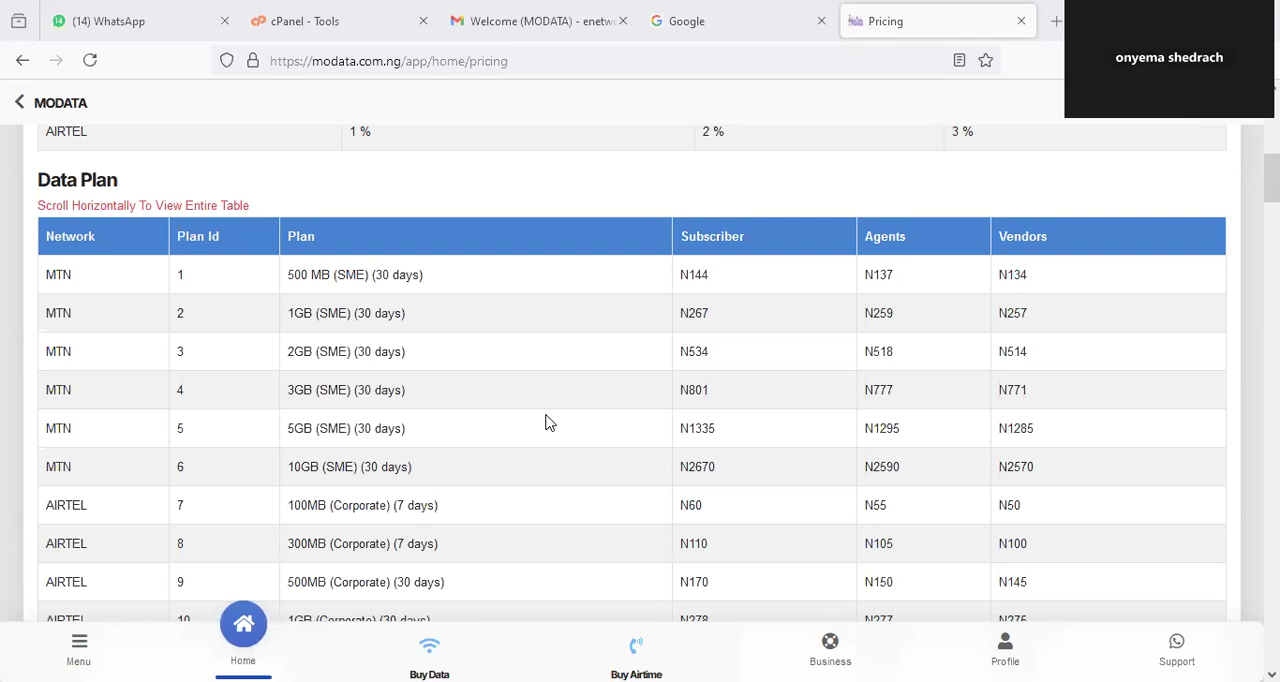 (14) WhatsApp cPanel - Tools Welcome (MODATA) - enetwo Google Pricing
onyema shedrach
https://modata.com.ng/app/home/pricing
MODATA
AIRTEL 1 % 2 % 3 %
Data Plan
Scroll Horizontally To View Entire Table
Network Plan Id Plan Subscriber Agents Vendors
MTN 1 500 MB (SME) (30 days) N144 N137 N134
MTN 2 1GB (SME) (30 days) N267 N259 N257
MTN 3 2GB (SME) (30 days) N534 N518 N514
MTN 4 3GB (SME) (30 days) N801 N777 N771
MTN 5 5GB (SME) (30 days) N1335 N1295 N1285
MTN 6 10GB (SME) (30 days) N2670 N2590 N2570
AIRTEL 7 100MB (Corporate) (7 days) N60 N55 N50
AIRTEL 8 300MB (Corporate) (7 days) N110 N105 N100
AIRTEL 9 500MB (Corporate) (30 days) N170 N150 N145
AIRTEL 10 1GB (Corporate) (30 days) N278 N277 N276
Menu Home Buy Data Buy Airtime Business Profile Support